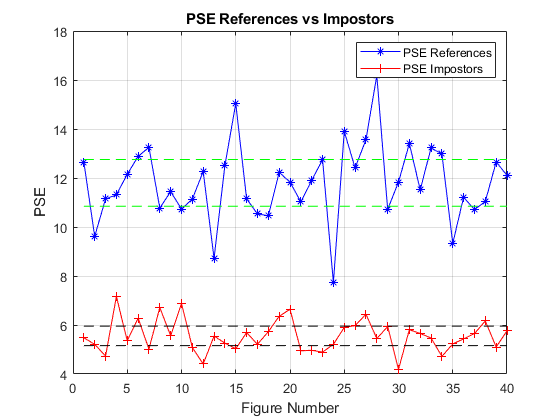 PSE References vs Impostors
PSE References
PSE Impostors
18
16
14
12
10
8
6
4
PSE
0 5 10 15 20 25 30 35 40
Figure Number